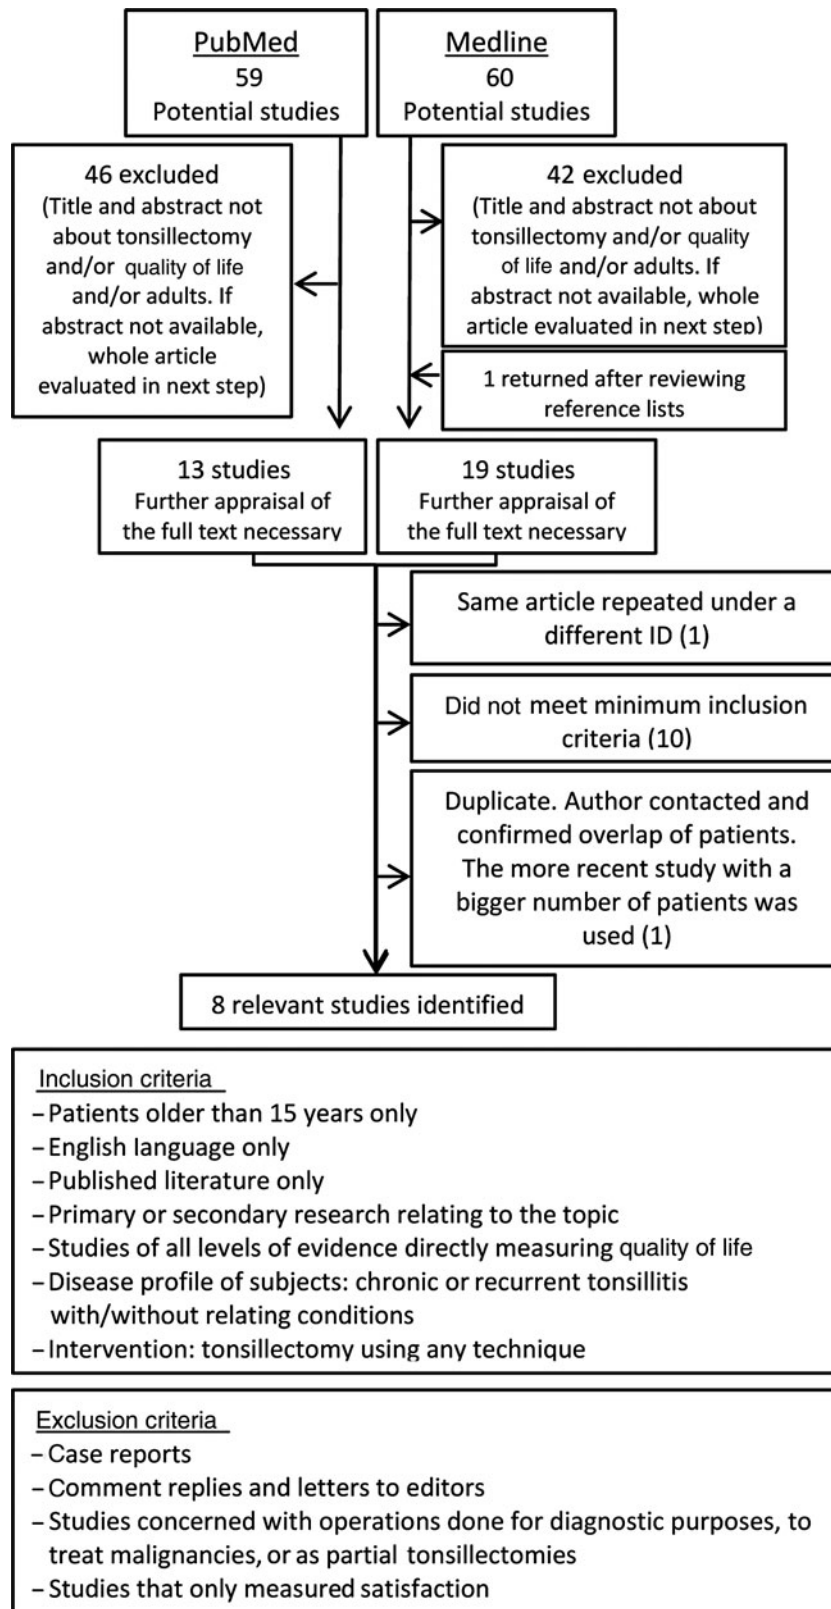 PubMed
59
Potential studies
Medline
60
Potential studies
46 excluded
(Title and abstract not
about tonsillectomy
and/or quality of life
and/or adults. If
abstract not available,
whole article
evaluated in next step)
42 excluded
(Title and abstract not about
tonsillectomy and/or quality
of life and/or adults. If
abstract not available, whole
article evaluated in next step)
1 returned after reviewing
reference lists
13 studies
Further appraisal of
the full text necessary
19 studies
Further appraisal of
the full text necessary
Same article repeated under a
different ID (1)
Did not meet minimum inclusion
criteria (10)
Duplicate. Author contacted and
confirmed overlap of patients.
The more recent study with a
bigger number of patients was
used (1)
8 relevant studies identified
Inclusion criteria
– Patients older than 15 years only
– English language only
– Published literature only
– Primary or secondary research relating to the topic
– Studies of all levels of evidence directly measuring quality of life
– Disease profile of subjects: chronic or recurrent tonsillitis
with/without relating conditions
– Intervention: tonsillectomy using any technique
Exclusion criteria
– Case reports
– Comment replies and letters to editors
– Studies concerned with operations done for diagnostic purposes, to
treat malignancies, or as partial tonsillectomies
– Studies that only measured satisfaction